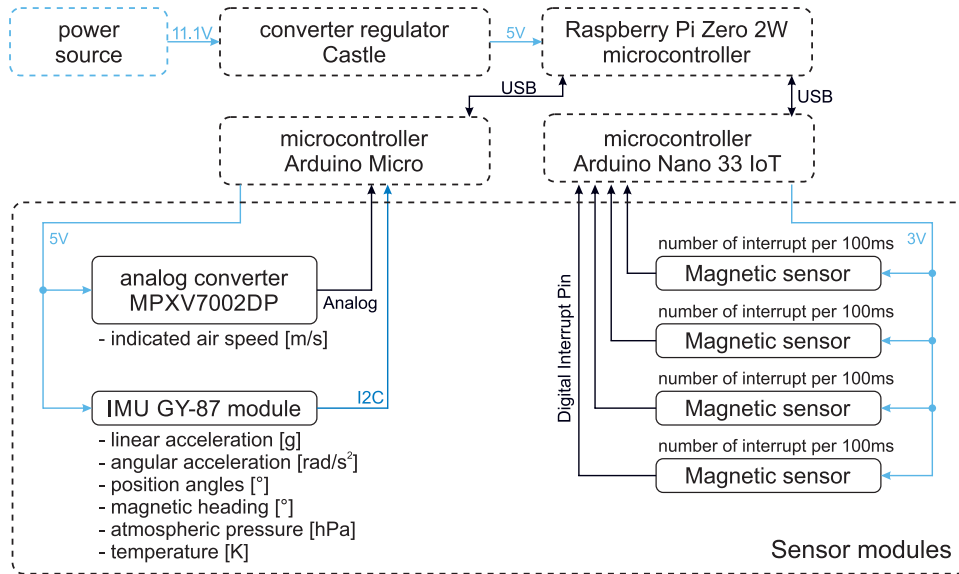 power
source
11.1V
converter regulator
Castle
5V
Raspberry Pi Zero 2W
microcontroller
USB
USB
microcontroller
Arduino Micro
microcontroller
Arduino Nano 33 IoT
5V
analog converter
MPXV7002DP
Analog
- indicated air speed [m/s]
IMU GY-87 module
I2C
- linear acceleration [g]
- angular acceleration [rad/s²]
- position angles [°]
- magnetic heading [°]
- atmospheric pressure [hPa]
- temperature [K]
Digital Interrupt Pin
3V
number of interrupt per 100ms
Magnetic sensor
number of interrupt per 100ms
Magnetic sensor
number of interrupt per 100ms
Magnetic sensor
number of interrupt per 100ms
Magnetic sensor
Sensor modules